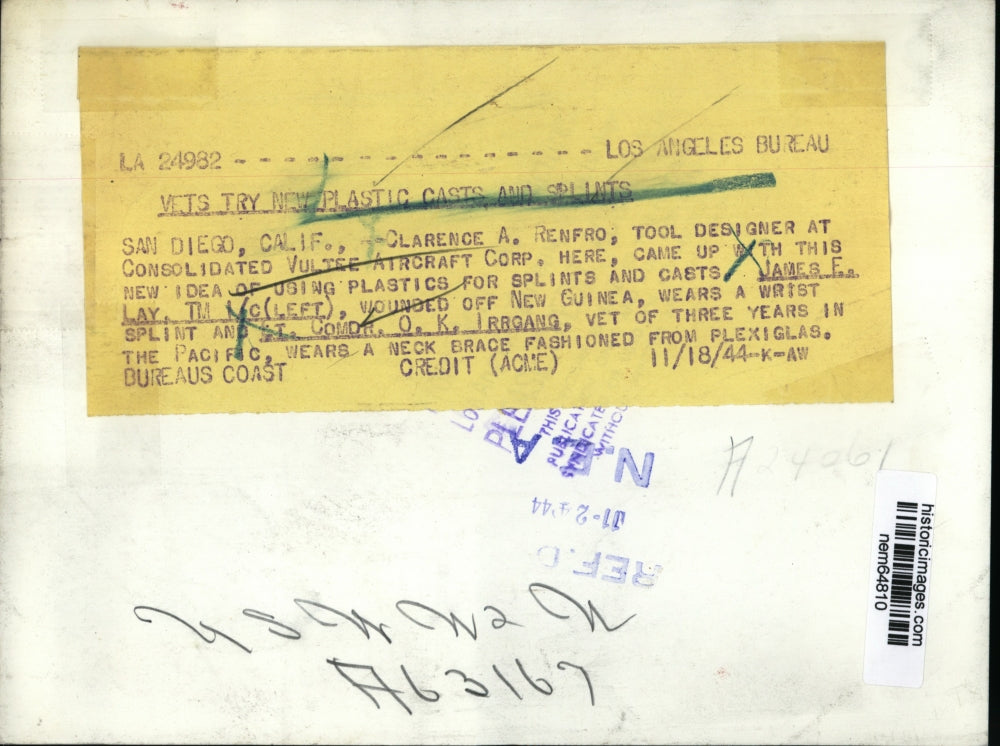 LA 24982 - - - - - - - - - - - - - - - - - - LOS ANGELES BUREAU
VETS TRY NEW PLASTIC CASTS AND SPLINTS
SAN DIEGO, CALIF., --CLARENCE A. RENFRO, TOOL DESIGNER AT
CONSOLIDATED VULTEE AIRCRAFT CORP. HERE, CAME UP WITH THIS
NEW IDEA OF USING PLASTICS FOR SPLINTS AND CASTS. JAMES E.
LAY, TM (LEFT), WOUNDED OFF NEW GUINEA, WEARS A WRIST
SPLINT AND LT. COMDR. O. K. IRRGANG, VET OF THREE YEARS IN
THE PACIFIC, WEARS A NECK BRACE FASHIONED FROM PLEXIGLAS.
BUREAUS COAST CREDIT (ACME) 11/18/44-K-AW
THIS
SYNDICATE
WITHOU
N.E.A
REF. D
A 24061
historicimages.com
nem64810
A63167